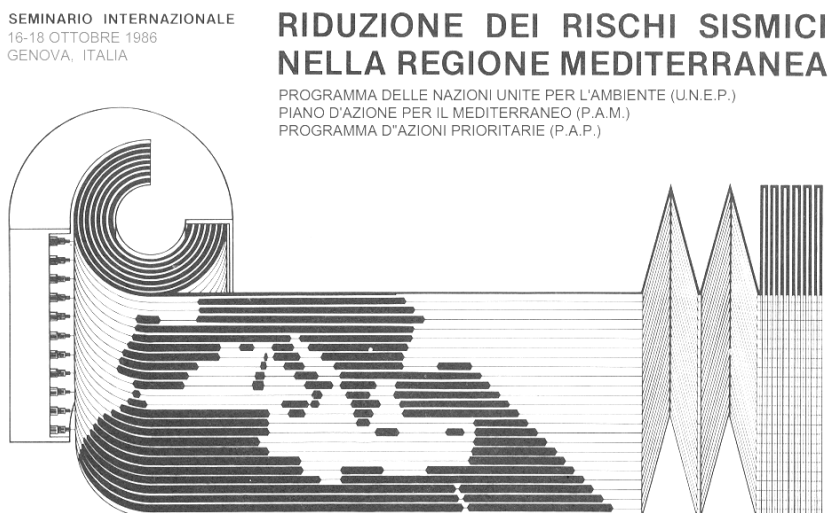 SEMINARIO INTERNAZIONALE
16-18 OTTOBRE 1986
GENOVA, ITALIA
RIDUZIONE DEI RISCHI SISMICI
NELLA REGIONE MEDITERRANEA
PROGRAMMA DELLE NAZIONI UNITE PER L'AMBIENTE (U.N.E.P.)
PIANO D'AZIONE PER IL MEDITERRANEO (P.A.M.)
PROGRAMMA D"AZIONI PRIORITARIE (P.A.P.)